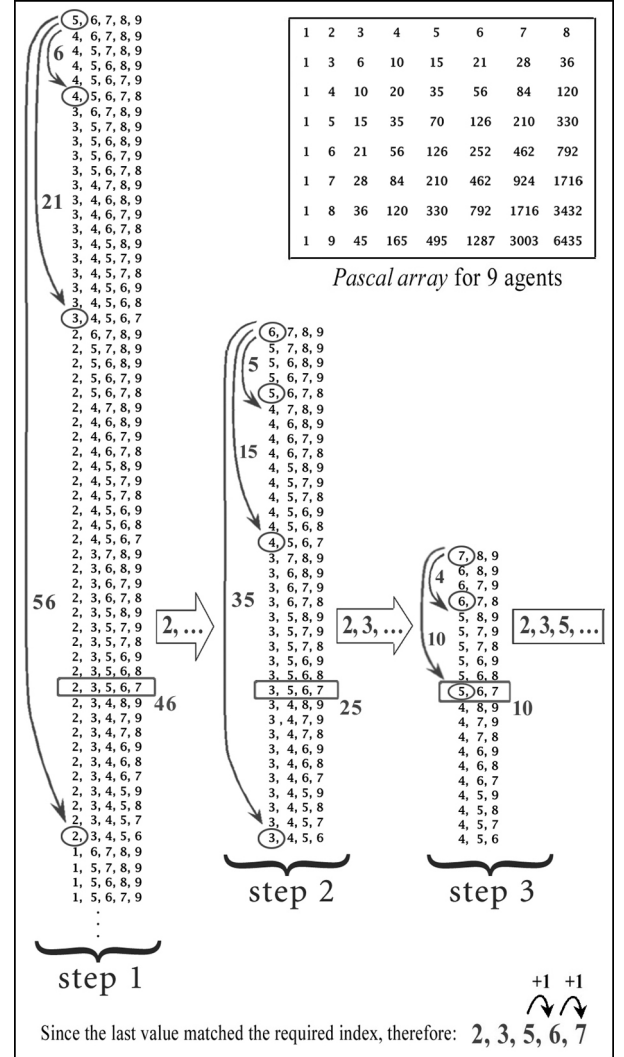 5, 6, 7, 8, 9
4, 6, 7, 8, 9
4, 5, 7, 8, 9
4, 5, 6, 8, 9
4, 5, 6, 7, 9
4, 5, 6, 7, 8
3, 6, 7, 8, 9
3, 5, 7, 8, 9
3, 5, 6, 8, 9
3, 5, 6, 7, 9
3, 5, 6, 7, 8
3, 4, 7, 8, 9
3, 4, 6, 8, 9
3, 4, 6, 7, 9
3, 4, 6, 7, 8
3, 4, 5, 8, 9
3, 4, 5, 7, 9
3, 4, 5, 7, 8
3, 4, 5, 6, 9
3, 4, 5, 6, 8
3, 4, 5, 6, 7
2, 6, 7, 8, 9
2, 5, 7, 8, 9
2, 5, 6, 8, 9
2, 5, 6, 7, 9
2, 5, 6, 7, 8
2, 4, 7, 8, 9
2, 4, 6, 8, 9
2, 4, 6, 7, 9
2, 4, 6, 7, 8
2, 4, 5, 8, 9
2, 4, 5, 7, 9
2, 4, 5, 7, 8
2, 4, 5, 6, 9
2, 4, 5, 6, 8
2, 4, 5, 6, 7
2, 3, 7, 8, 9
2, 3, 6, 8, 9
2, 3, 6, 7, 9
2, 3, 6, 7, 8
2, 3, 5, 8, 9
2, 3, 5, 7, 9
2, 3, 5, 7, 8
2, 3, 5, 6, 9
2, 3, 5, 6, 8
2, 3, 5, 6, 7
2, 3, 4, 8, 9
2, 3, 4, 7, 9
2, 3, 4, 7, 8
2, 3, 4, 6, 9
2, 3, 4, 6, 8
2, 3, 4, 6, 7
2, 3, 4, 5, 9
2, 3, 4, 5, 8
2, 3, 4, 5, 7
2, 3, 4, 5, 6
1, 6, 7, 8, 9
1, 5, 7, 8, 9
1, 5, 6, 8, 9
1, 5, 6, 7, 9
.
.
.
6
21
56
46
step 1
1 2 3 4 5 6 7 8
1 3 6 10 15 21 28 36
1 4 10 20 35 56 84 120
1 5 15 35 70 126 210 330
1 6 21 56 126 252 462 792
1 7 28 84 210 462 924 1716
1 8 36 120 330 792 1716 3432
1 9 45 165 495 1287 3003 6435
Pascal array for 9 agents
2, ...
6, 7, 8, 9
5, 7, 8, 9
5, 6, 8, 9
5, 6, 7, 9
5, 6, 7, 8
4, 7, 8, 9
4, 6, 8, 9
4, 6, 7, 9
4, 6, 7, 8
4, 5, 8, 9
4, 5, 7, 9
4, 5, 7, 8
4, 5, 6, 9
4, 5, 6, 8
4, 5, 6, 7
3, 7, 8, 9
3, 6, 8, 9
3, 6, 7, 9
3, 6, 7, 8
3, 5, 8, 9
3, 5, 7, 9
3, 5, 7, 8
3, 5, 6, 9
3, 5, 6, 8
3, 5, 6, 7
3, 4, 8, 9
3 , 4, 7, 9
3, 4, 7, 8
3, 4, 6, 9
3, 4, 6, 8
3, 4, 6, 7
3, 4, 5, 9
3, 4, 5, 8
3, 4, 5, 7
3, 4, 5, 6
5
15
35
25
step 2
2, 3, ...
7, 8, 9
6, 8, 9
6, 7, 9
6, 7, 8
5, 8, 9
5, 7, 9
5, 7, 8
5, 6, 9
5, 6, 8
5, 6, 7
4, 8, 9
4, 7, 9
4, 7, 8
4, 6, 9
4, 6, 8
4, 6, 7
4, 5, 9
4, 5, 8
4, 5, 7
4, 5, 6
4
10
10
step 3
2, 3, 5, ...
+1 +1
Since the last value matched the required index, therefore: 2, 3, 5, 6, 7